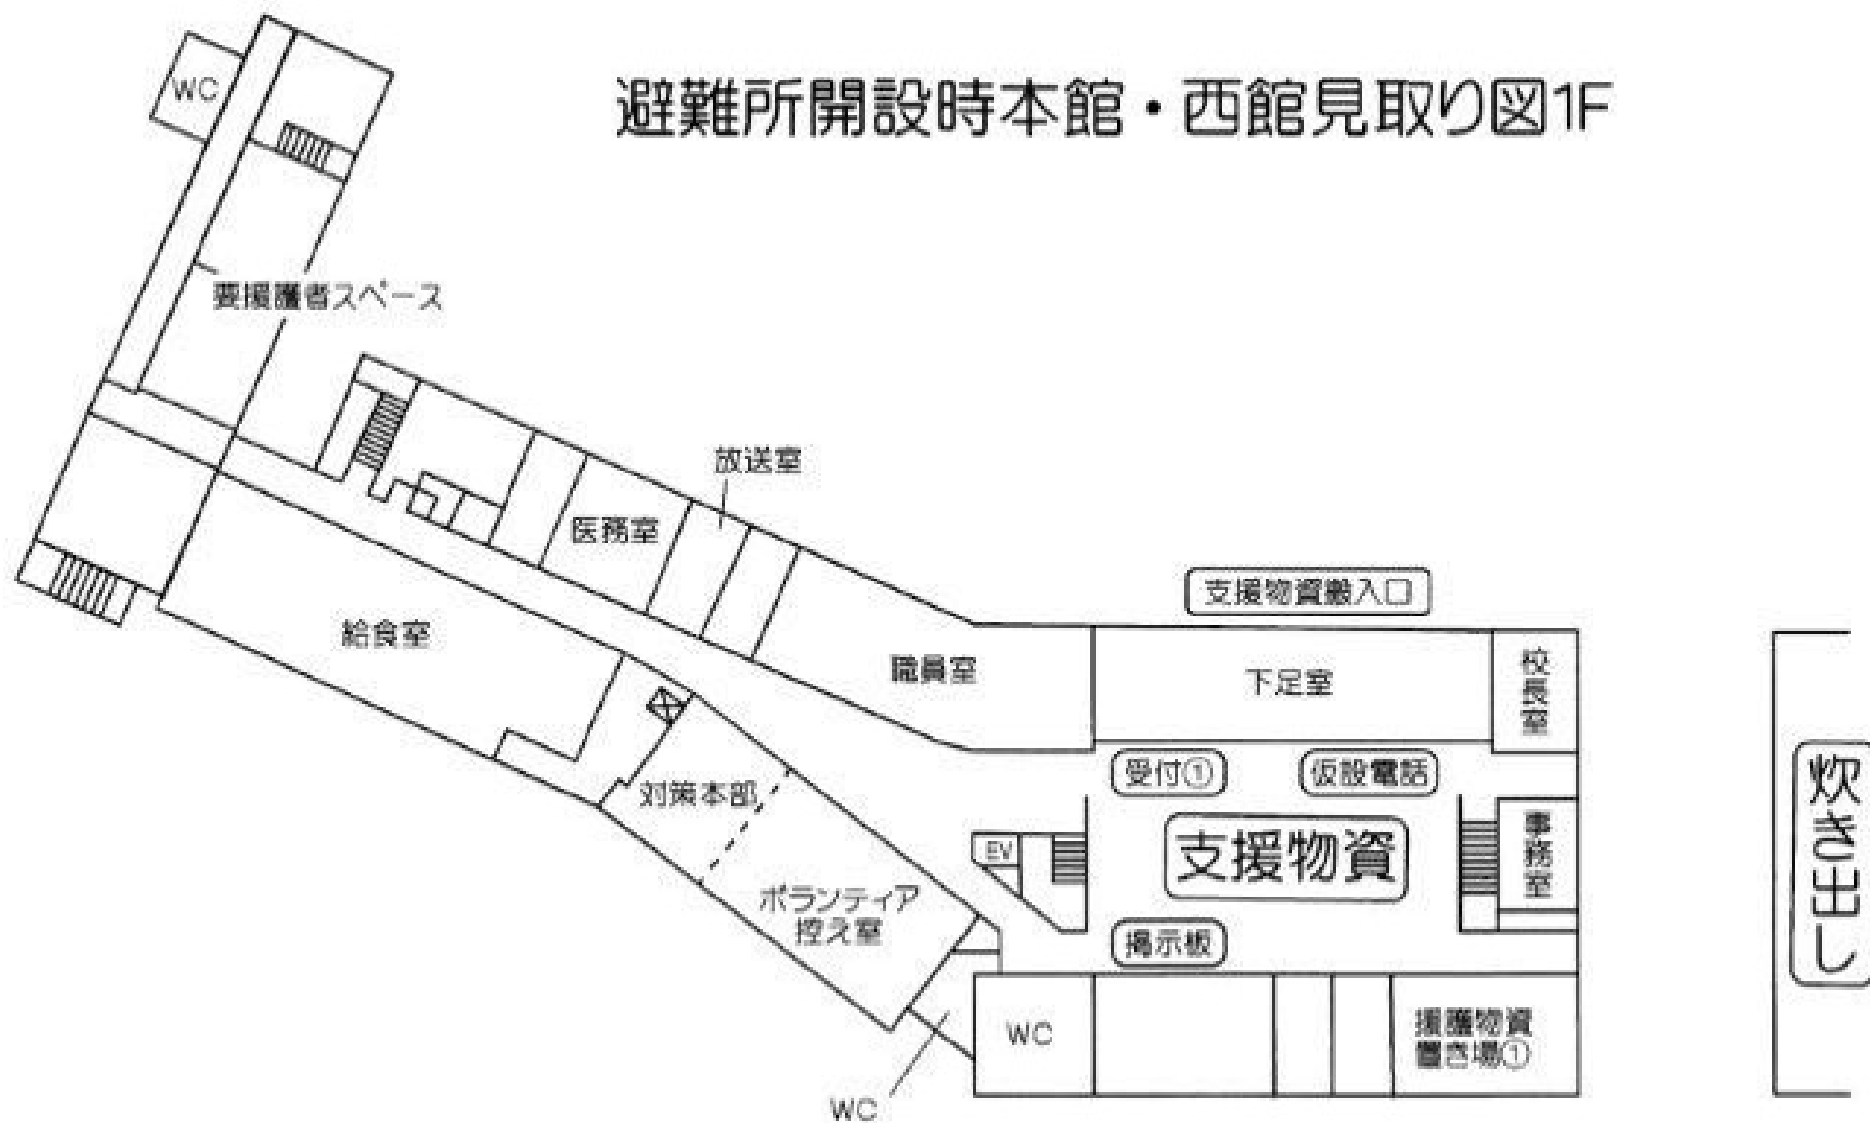 避難所開設時本館・西館見取り図1F
WC
要援護者スペース
放送室
医務室
支援物資搬入口
給食室
職員室
下足室
校長室
受付①
仮設電話
対策本部
EV
支援物資
事務室
炊き出し
ボランティア
控え室
掲示板
WC
援護物資
置き場①
WC